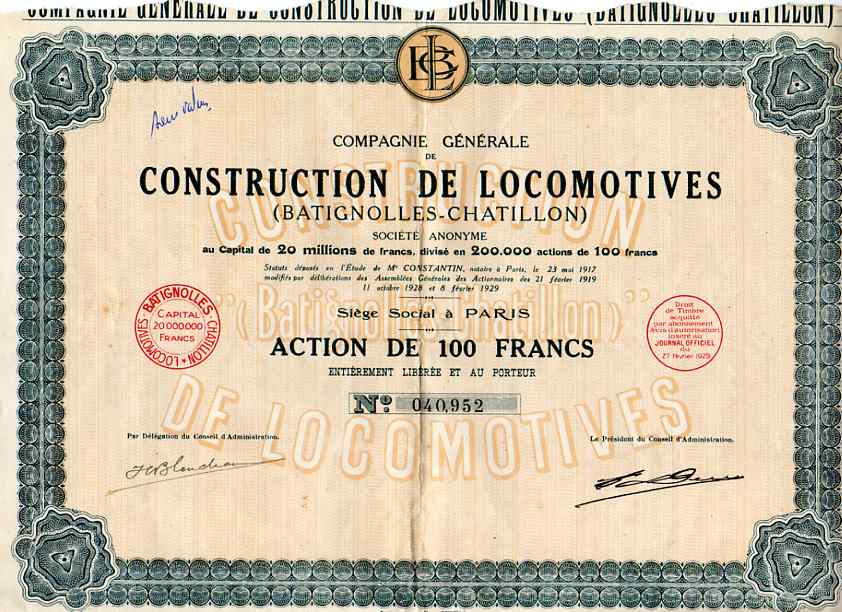 COMPAGNIE GÉNÉRALE DE CONSTRUCTION DE LOCOMOTIVES (BATIGNOLLES-CHATILLON)
BCL
COMPAGNIE GÉNÉRALE
DE
CONSTRUCTION DE LOCOMOTIVES
(BATIGNOLLES-CHATILLON)
SOCIÉTÉ ANONYME
au Capital de 20 millions de francs, divisé en 200.000 actions de 100 francs
Statuts déposés en l'Étude de Me CONSTANTIN, notaire à Paris, le 23 mai 1917
modifiés par délibérations des Assemblées Générales des Actionnaires des 21 février 1919
11 octobre 1928 et 8 février 1929
CONSTRUCTION
"Batignolles-Chatillon"
DE LOCOMOTIVES
Siège Social à PARIS
BATIGNOLLES-CHATILLON
LOCOMOTIVES
CAPITAL
20.000.000
FRANCS
Droit
de Timbre
acquitté
par abonnement
Avis d'autorisation
inséré au
JOURNAL OFFICIEL
du
27 février 1929
ACTION DE 100 FRANCS
ENTIÈREMENT LIBÉRÉE ET AU PORTEUR
No. 040,952
Par Délégation du Conseil d'Administration.
Le Président du Conseil d'Administration.